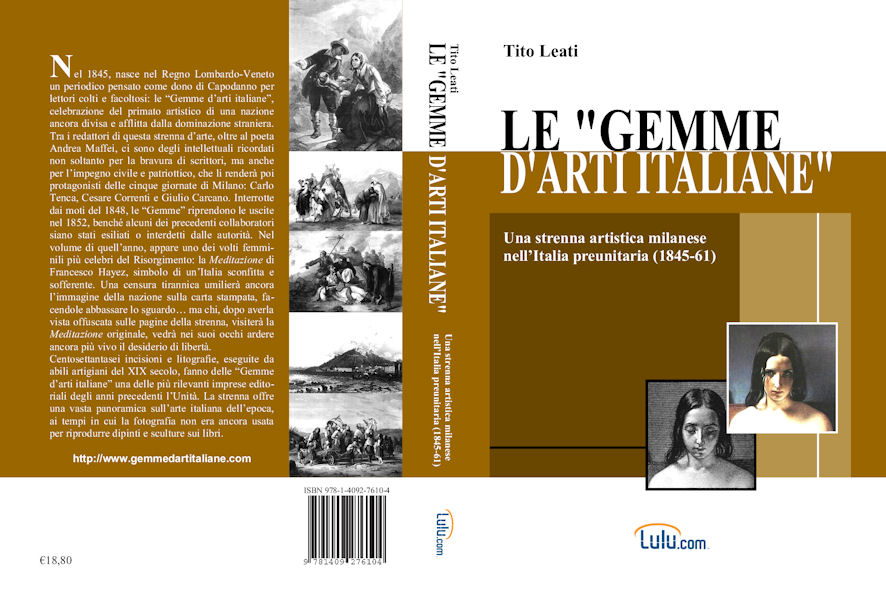 Nel 1845, nasce nel Regno Lombardo-Veneto
un periodico pensato come dono di Capodanno per
lettori colti e facoltosi: le “Gemme d’arti italiane”,
celebrazione del primato artistico di una nazione
ancora divisa e afflitta dalla dominazione straniera.
Tra i redattori di questa strenna d’arte, oltre al poeta
Andrea Maffei, ci sono degli intellettuali ricordati
non soltanto per la bravura di scrittori, ma anche
per l’impegno civile e patriottico, che li renderà poi
protagonisti delle cinque giornate di Milano: Carlo
Tenca, Cesare Correnti e Giulio Carcano. Interrotte
dai moti del 1848, le “Gemme” riprendono le uscite
nel 1852, benché alcuni dei precedenti collaboratori
siano stati esiliati o interdetti dalle autorità. Nel
volume di quell’anno, appare uno dei volti femmi-
nili più celebri del Risorgimento: la Meditazione di
Francesco Hayez, simbolo di un’Italia sconfitta e
sofferente. Una censura tirannica umilierà ancora
l’immagine della nazione sulla carta stampata, fa-
cendole abbassare lo sguardo… ma chi, dopo averla
vista offuscata sulle pagine della strenna, visiterà la
Meditazione originale, vedrà nei suoi occhi ardere
ancora più vivo il desiderio di libertà.
Centosettantasei incisioni e litografie, eseguite da
abili artigiani del XIX secolo, fanno delle “Gemme
d’arti italiane” una delle più rilevanti imprese edito-
riali degli anni precedenti l’Unità. La strenna offre
una vasta panoramica sull’arte italiana dell’epoca,
ai tempi in cui la fotografia non era ancora usata
per riprodurre dipinti e sculture sui libri.
http://www.gemmedartitaliane.com
€18,80
ISBN 978-1-4092-7610-4
9 781409 276104
Tito Leati
LE "GEMME D'ARTI ITALIANE"
Una strenna artistica milanese
nell’Italia preunitaria (1845-61)
Lulu.com
Tito Leati
LE "GEMME
D'ARTI ITALIANE"
Una strenna artistica milanese
nell’Italia preunitaria (1845-61)
Lulu.com